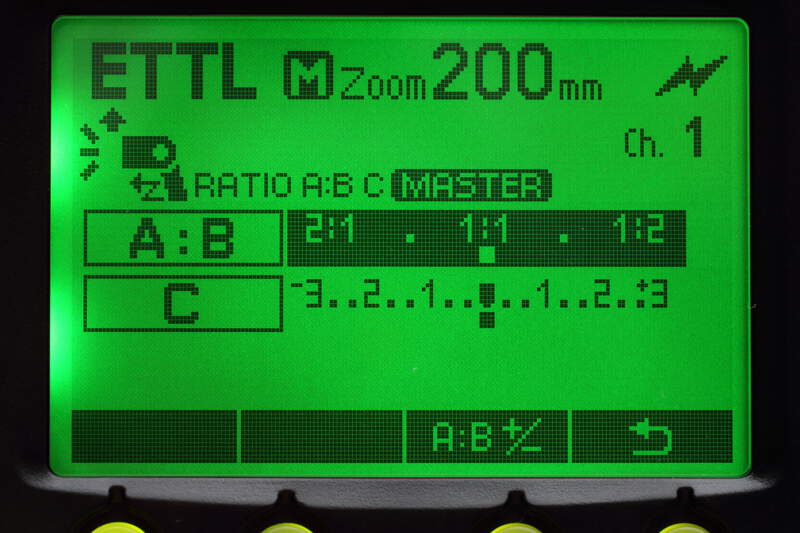 ETTL M Zoom 200mm
Ch. 1
Z RATIO A:B C MASTER
A:B 2:1 . 1:1 . 1:2
C -3..2..1..0..1..2..+3
A:B +/-